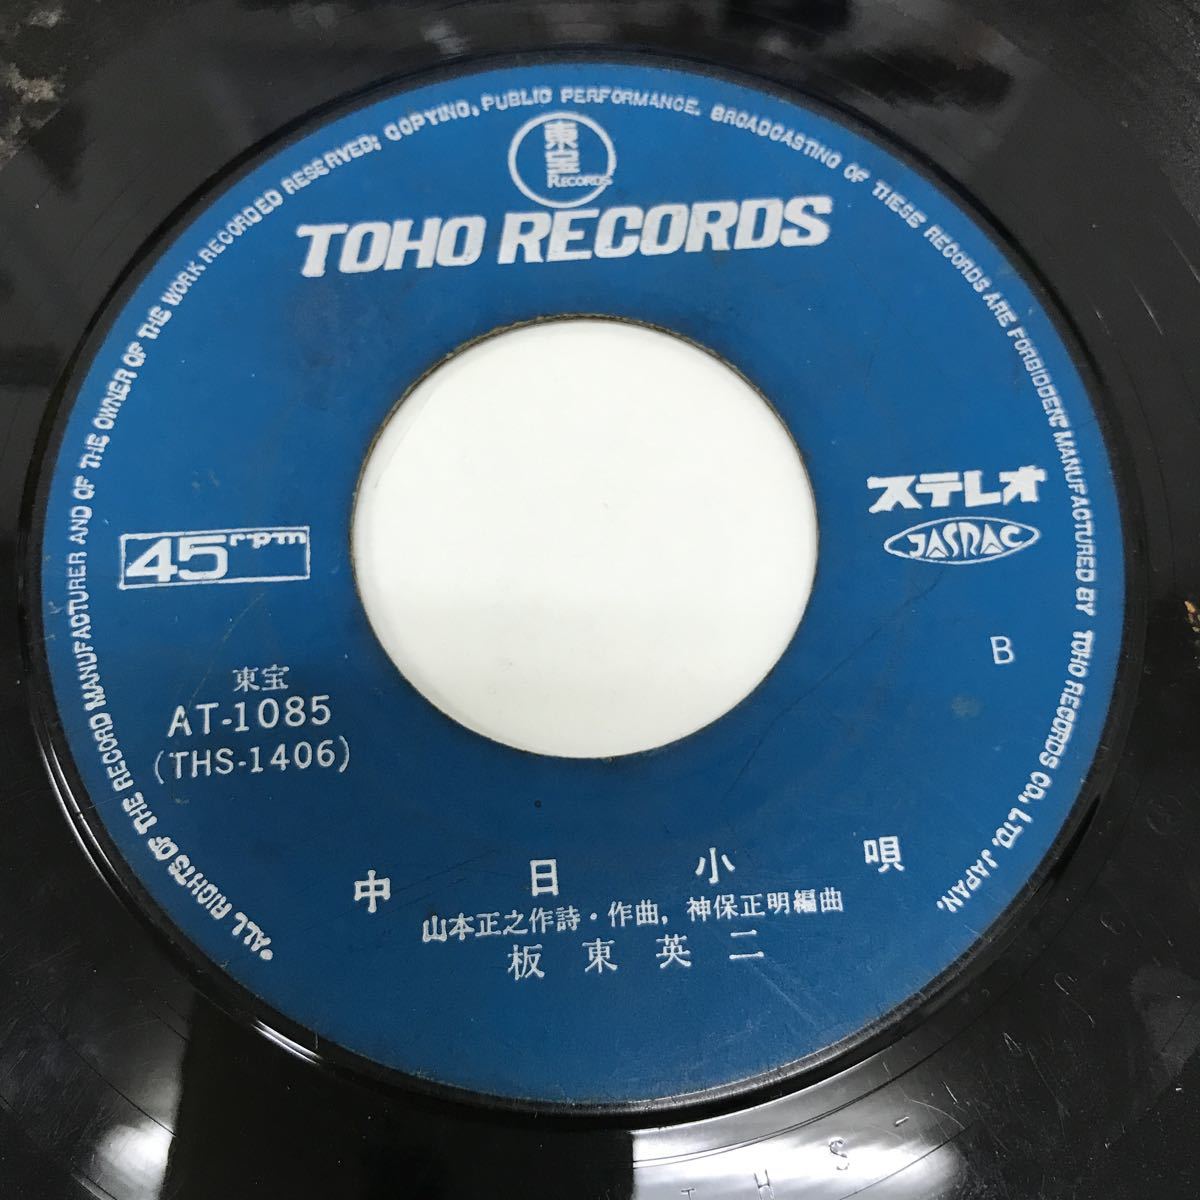 *ALL RIGHTS OF THE RECORD MANUFACTURER AND OF THE OWNER OF THE WORK RECORDED RESERVED; COPYING, PUBLIC PERFORMANCE. BROADCASTING OF THESE RECORDS ARE FORBIDDEN. MANUFACTURED BY TOHO RECORDS CO., LTD. JAPAN.
東宝
RECORDS
TOHO RECORDS
ステレオ
JASRAC
45rpm
B
東宝
AT-1085
(THS-1406)
中日小唄
山本正之作詩・作曲, 神保正明編曲
板東英二
THS-